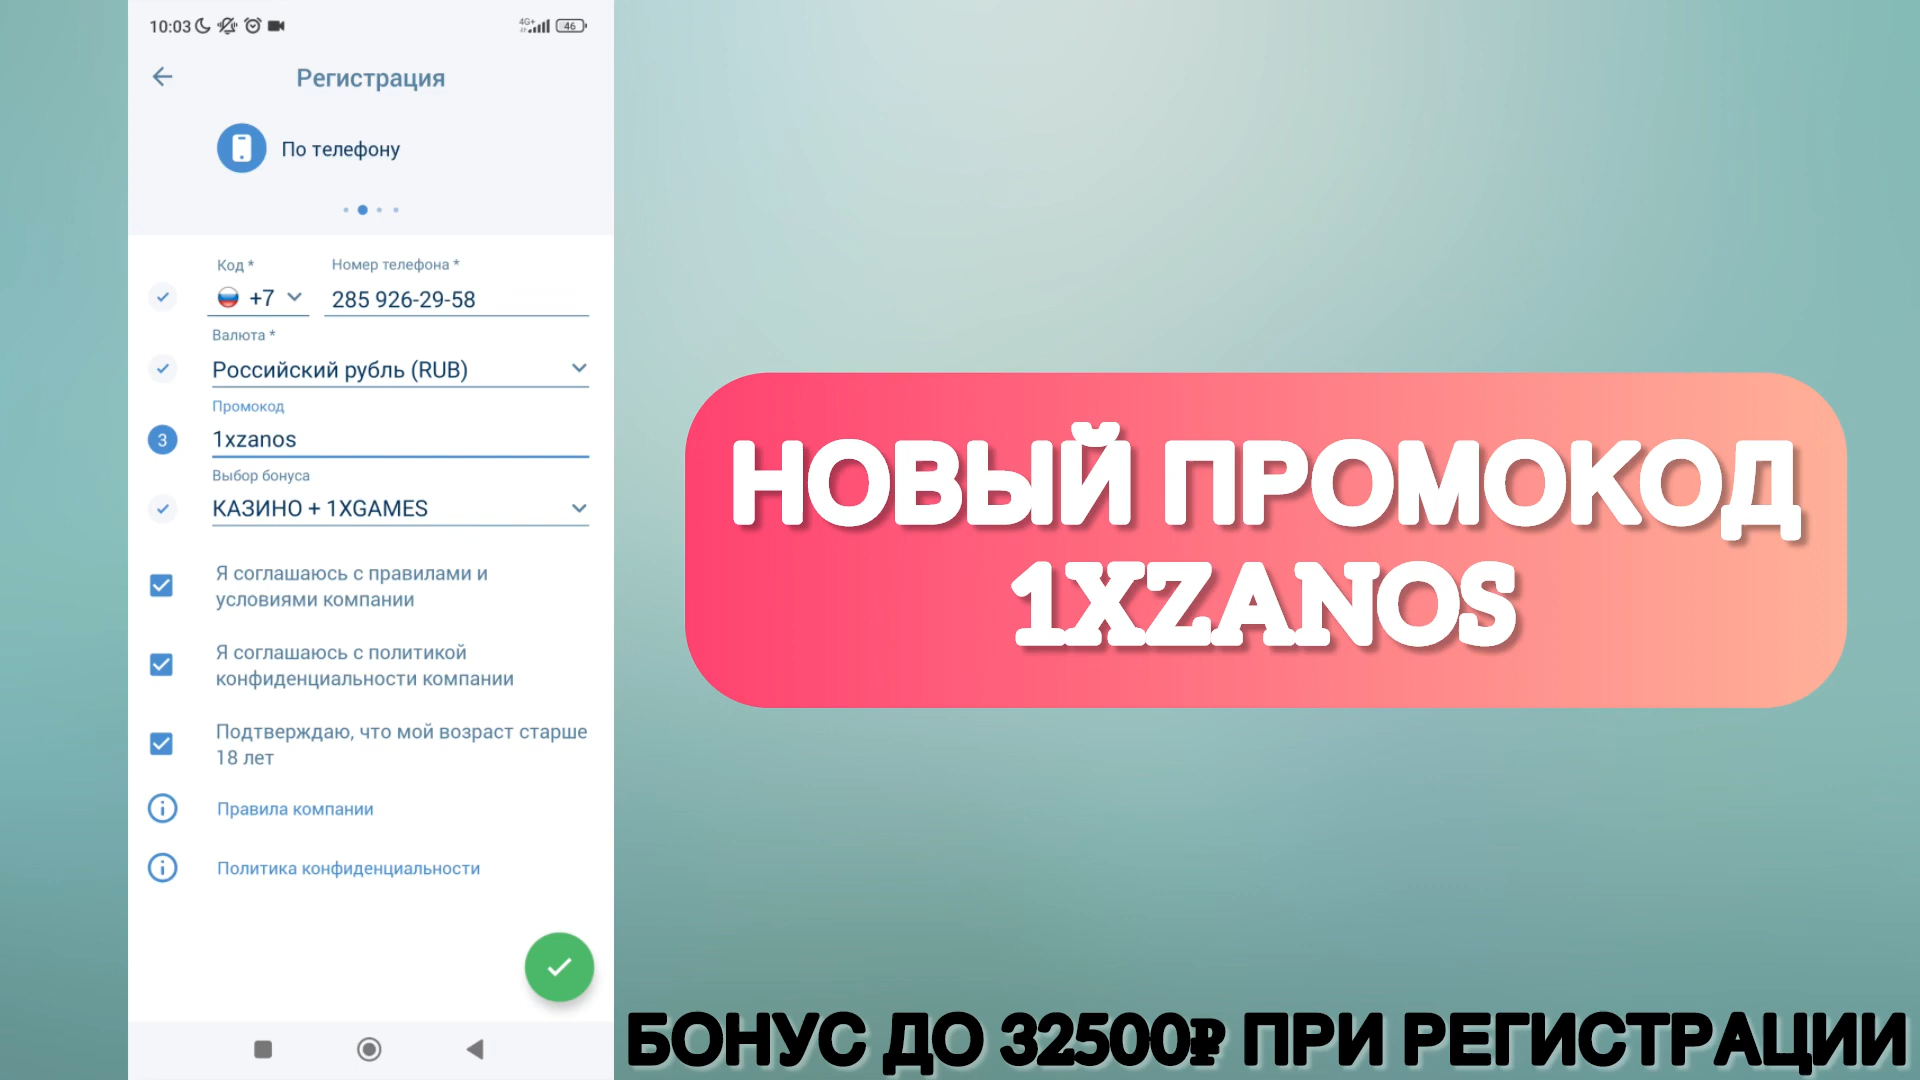 10:03
4G+
46
Регистрация
По телефону
Код *
Номер телефона *
+7
285 926-29-58
Валюта *
Российский рубль (RUB)
Промокод
3
1xzanos
Выбор бонуса
КАЗИНО + 1XGAMES
Я соглашаюсь с правилами и
условиями компании
Я соглашаюсь с политикой
конфиденциальности компании
Подтверждаю, что мой возраст старше
18 лет
Правила компании
Политика конфиденциальности
НОВЫЙ ПРОМОКОД
1XZANOS
БОНУС ДО 32500₽ ПРИ РЕГИСТРАЦИИ